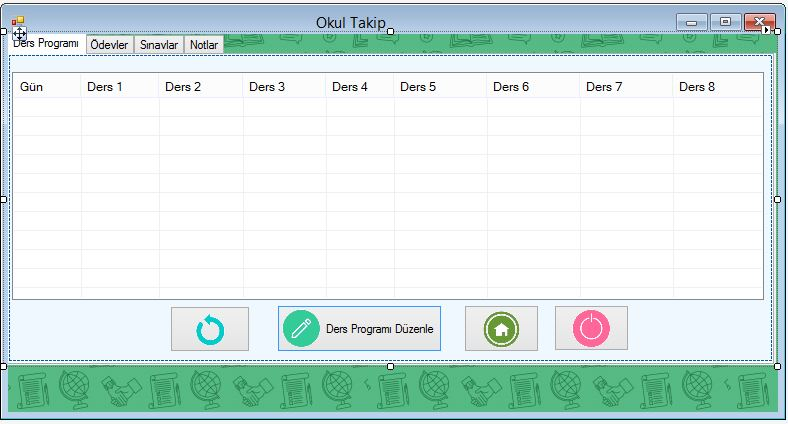 Okul Takip
Ders Programı Ödevler Sınavlar Notlar
Gün Ders 1 Ders 2 Ders 3 Ders 4 Ders 5 Ders 6 Ders 7 Ders 8
Ders Programı Düzenle